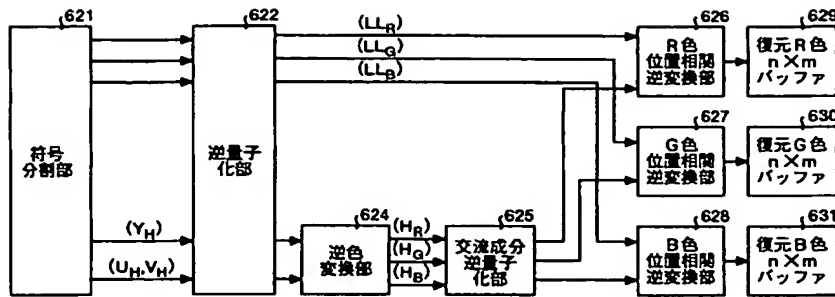 621
符号
分割部
622
逆量子
化部
(LL_R)
(LL_G)
(LL_B)
(Y_H)
(U_H,V_H)
624
逆色
変換部
(H_R)
(H_G)
(H_B)
625
交流成分
逆量子
化部
626
R色
位置相関
逆変換部
627
G色
位置相関
逆変換部
628
B色
位置相関
逆変換部
629
復元R色
n×m
バッファ
630
復元G色
n×m
バッファ
631
復元B色
n×m
バッファ